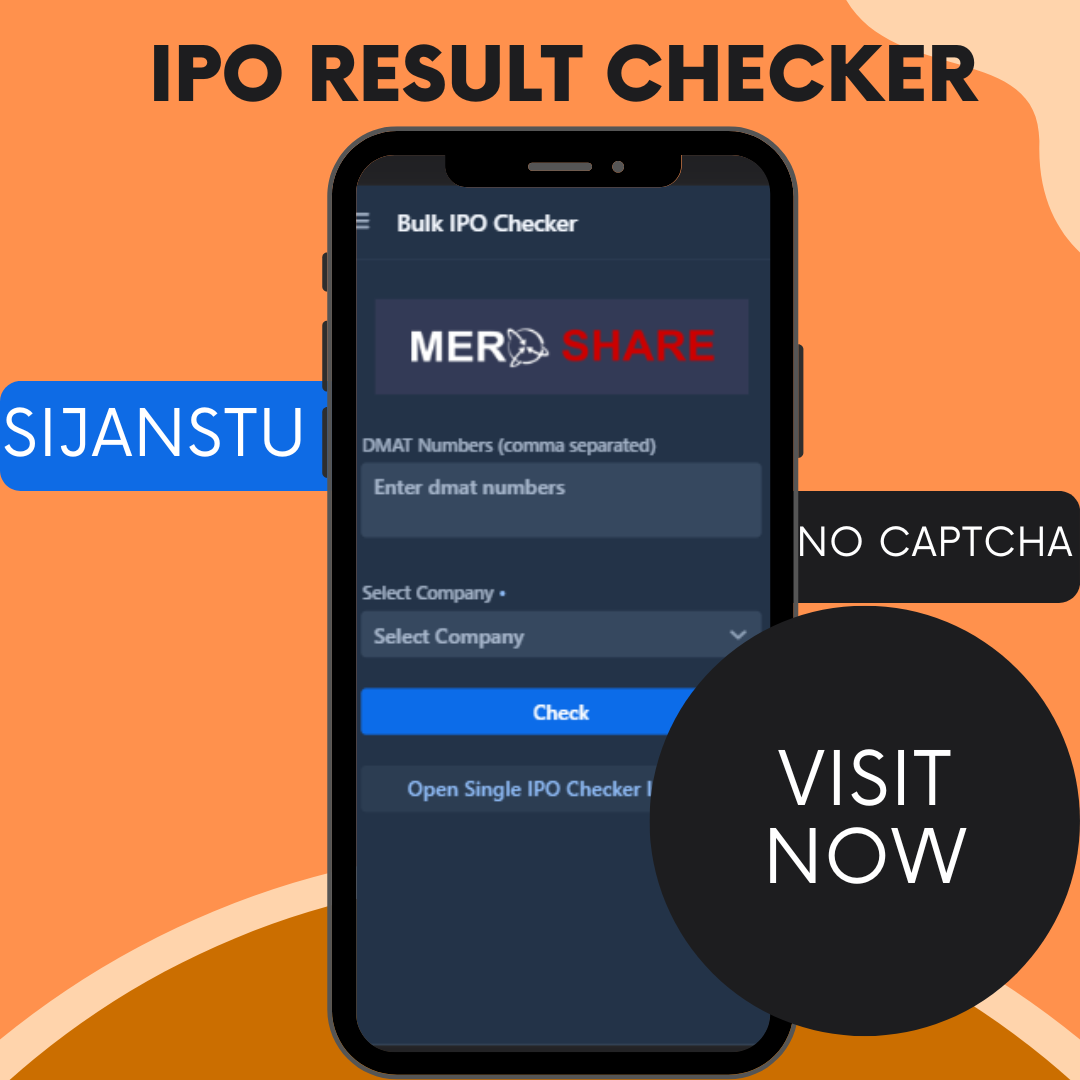 IPO RESULT CHECKER
Bulk IPO Checker
MERO SHARE
SIJANSTU
DMAT Numbers (comma separated)
Enter dmat numbers
NO CAPTCHA
Select Company •
Select Company
Check
Open Single IPO Checker
VISIT
NOW